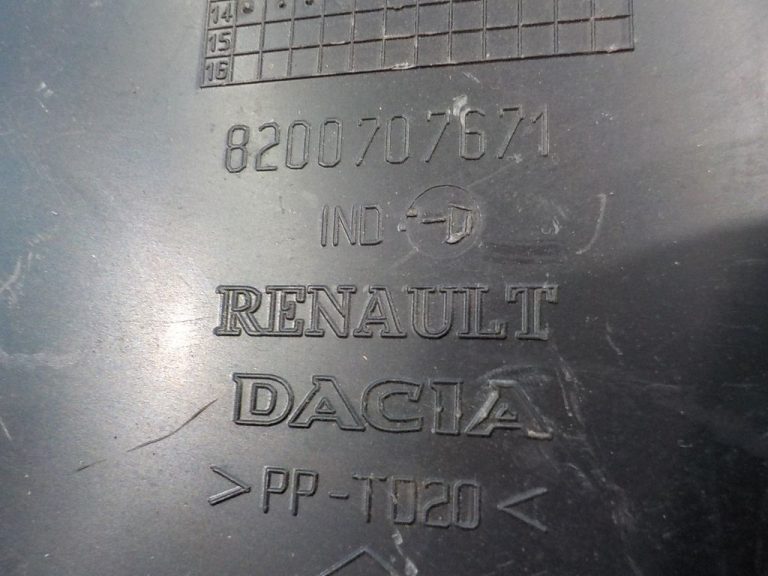 14
15
16
8200707671
IND :-D
RENAULT
DACIA
>PP-TD20<